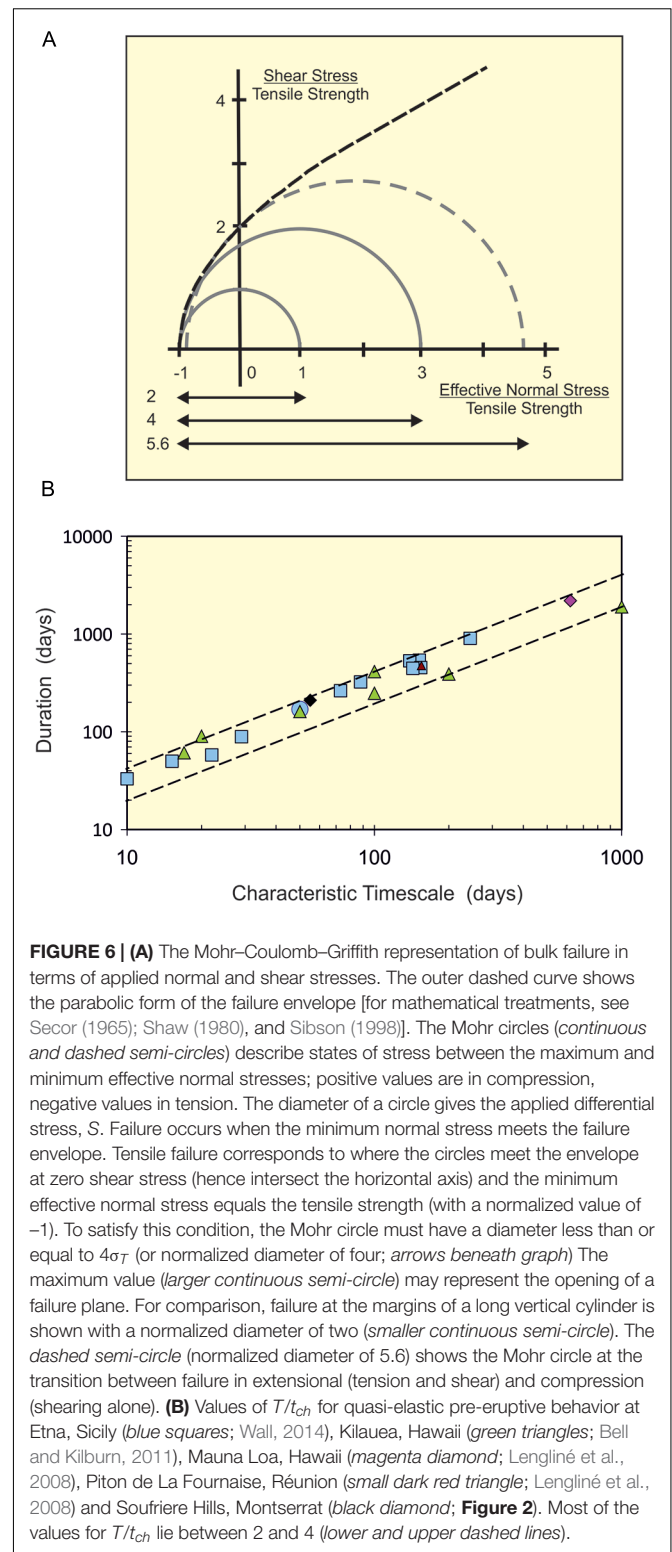 A
Shear Stress
Tensile Strength
4
2
-1 0 1 3 5
Effective Normal Stress
Tensile Strength
2
4
5.6
B
10000
1000
100
10
Duration (days)
10 100 1000
Characteristic Timescale (days)
FIGURE 6 | (A) The Mohr–Coulomb–Griffith representation of bulk failure in
terms of applied normal and shear stresses. The outer dashed curve shows
the parabolic form of the failure envelope [for mathematical treatments, see
Secor (1965); Shaw (1980), and Sibson (1998)]. The Mohr circles (continuous
and dashed semi-circles) describe states of stress between the maximum and
minimum effective normal stresses; positive values are in compression,
negative values in tension. The diameter of a circle gives the applied differential
stress, S. Failure occurs when the minimum normal stress meets the failure
envelope. Tensile failure corresponds to where the circles meet the envelope
at zero shear stress (hence intersect the horizontal axis) and the minimum
effective normal stress equals the tensile strength (with a normalized value of
–1). To satisfy this condition, the Mohr circle must have a diameter less than or
equal to 4σT (or normalized diameter of four; arrows beneath graph) The
maximum value (larger continuous semi-circle) may represent the opening of a
failure plane. For comparison, failure at the margins of a long vertical cylinder is
shown with a normalized diameter of two (smaller continuous semi-circle). The
dashed semi-circle (normalized diameter of 5.6) shows the Mohr circle at the
transition between failure in extensional (tension and shear) and compression
(shearing alone). (B) Values of T/tch for quasi-elastic pre-eruptive behavior at
Etna, Sicily (blue squares; Wall, 2014), Kilauea, Hawaii (green triangles; Bell
and Kilburn, 2011), Mauna Loa, Hawaii (magenta diamond; Lengliné et al.,
2008), Piton de La Fournaise, Réunion (small dark red triangle; Lengliné et al.,
2008) and Soufriere Hills, Montserrat (black diamond; Figure 2). Most of the
values for T/tch lie between 2 and 4 (lower and upper dashed lines).